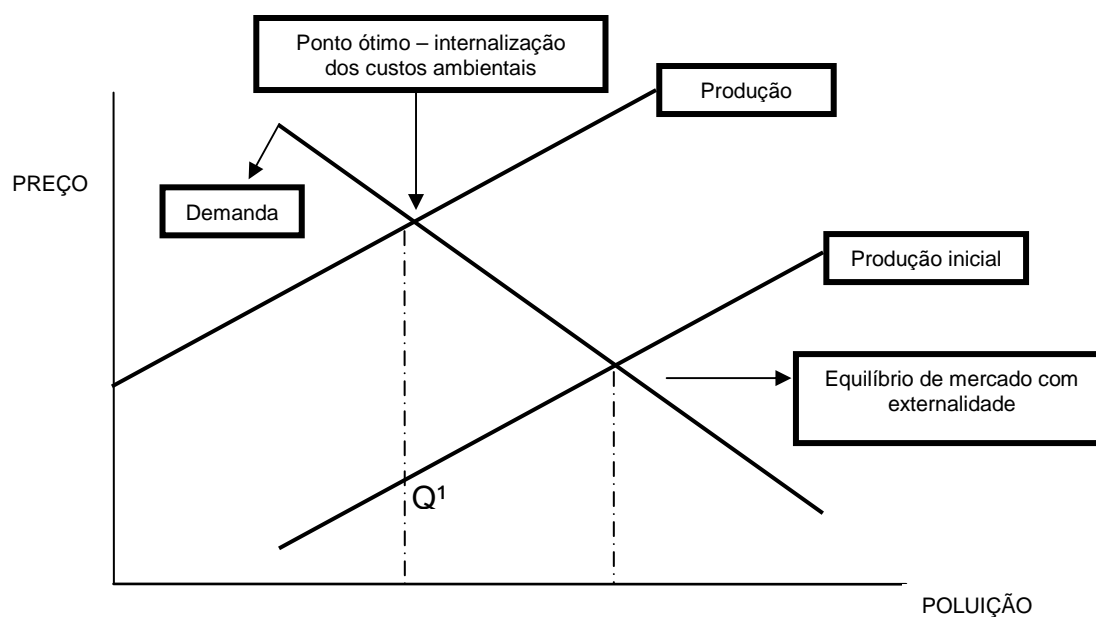 Ponto ótimo – internalização
dos custos ambientais
Produção
PREÇO
Demanda
Produção inicial
Equilíbrio de mercado com
externalidade
Q¹
POLUIÇÃO